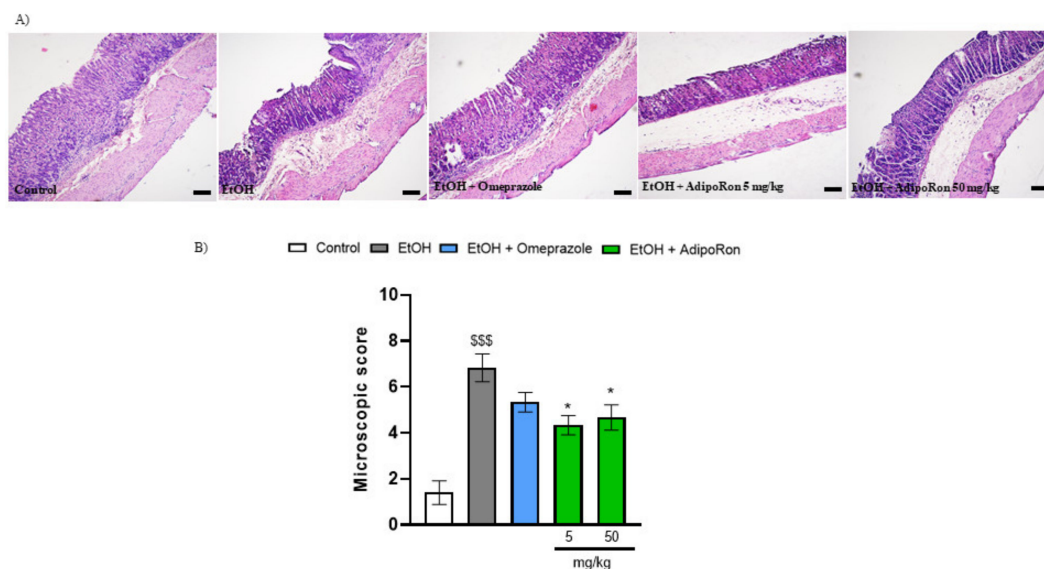 A)
Control
EtOH
EtOH + Omeprazole
EtOH + AdipoRon 5 mg/kg
EtOH + AdipoRon 50 mg/kg
B)
Control EtOH EtOH + Omeprazole EtOH + AdipoRon
Microscopic score
10
8
6
4
2
0
$$$
*
*
5 50
mg/kg